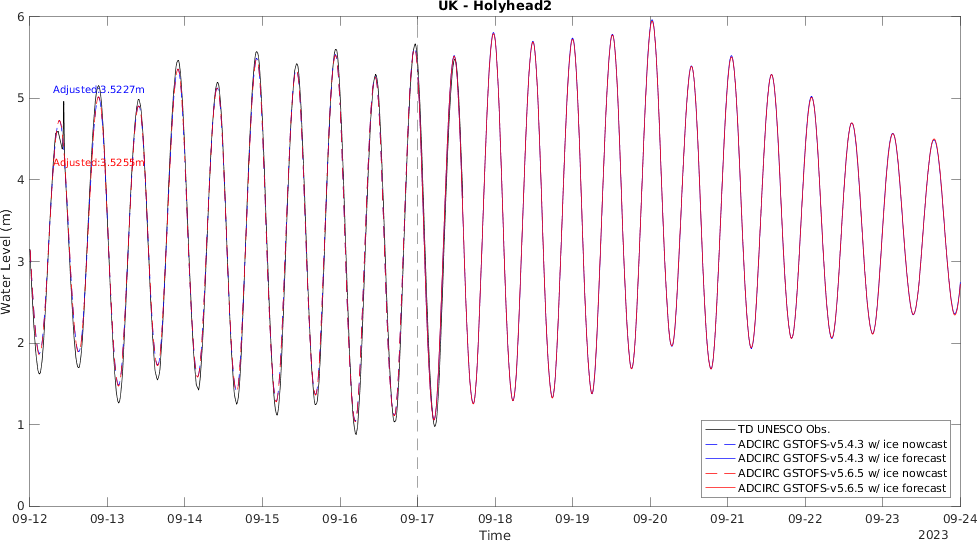 UK - Holyhead2
6
5
4
3
2
1
0
Water Level (m)
Adjusted:3.5227m
Adjusted:3.5255m
TD UNESCO Obs.
ADCIRC GSTOFS-v5.4.3 w/ ice nowcast
ADCIRC GSTOFS-v5.4.3 w/ ice forecast
ADCIRC GSTOFS-v5.6.5 w/ ice nowcast
ADCIRC GSTOFS-v5.6.5 w/ ice forecast
09-12 09-13 09-14 09-15 09-16 09-17 09-18 09-19 09-20 09-21 09-22 09-23 09-24
Time
2023